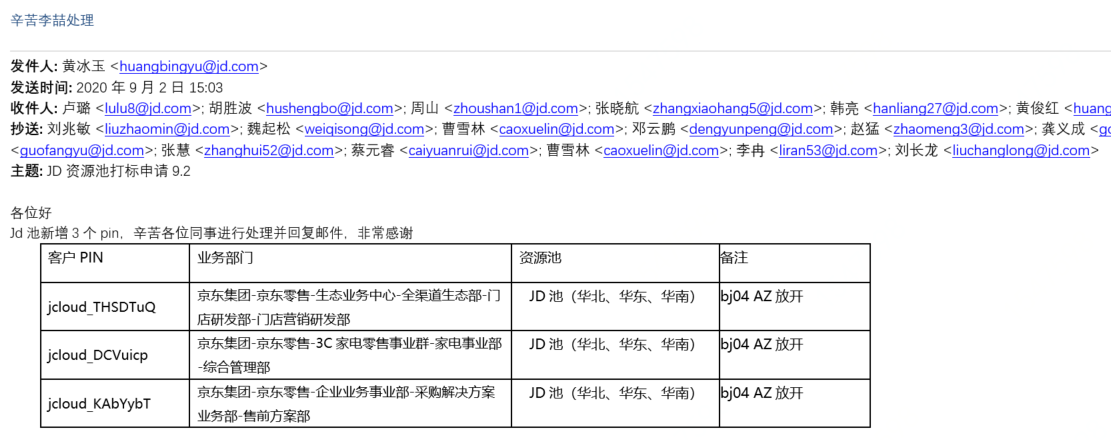 辛苦李喆处理
发件人: 黄冰玉 <huangbingyu@jd.com>
发送时间: 2020 年 9 月 2 日 15:03
收件人: 卢璐 <lulu8@jd.com>; 胡胜波 <hushengbo@jd.com>; 周山 <zhoushan1@jd.com>; 张晓航 <zhangxiaohang5@jd.com>; 韩亮 <hanliang27@jd.com>; 黄俊红 <huang
抄送: 刘兆敏 <liuzhaomin@jd.com>; 魏起松 <weiqisong@jd.com>; 曹雪林 <caoxuelin@jd.com>; 邓云鹏 <dengyunpeng@jd.com>; 赵猛 <zhaomeng3@jd.com>; 龚义成 <go
<guofangyu@jd.com>; 张慧 <zhanghui52@jd.com>; 蔡元睿 <caiyuanrui@jd.com>; 曹雪林 <caoxuelin@jd.com>; 李冉 <liran53@jd.com>; 刘长龙 <liuchanglong@jd.com>
主题: JD 资源池打标申请 9.2
各位好
Jd 池新增 3 个 pin，辛苦各位同事进行处理并回复邮件，非常感谢
客户 PIN 业务部门 资源池 备注
jcloud_THSDTuQ 京东集团-京东零售-生态业务中心-全渠道生态部-门 JD 池（华北、华东、华南） bj04 AZ 放开
店研发部-门店营销研发部
jcloud_DCVuicp 京东集团-京东零售-3C 家电零售事业群-家电事业部 JD 池（华北、华东、华南） bj04 AZ 放开
-综合管理部
jcloud_KAbYybT 京东集团-京东零售-企业业务事业部-采购解决方案 JD 池（华北、华东、华南） bj04 AZ 放开
业务部-售前方案部